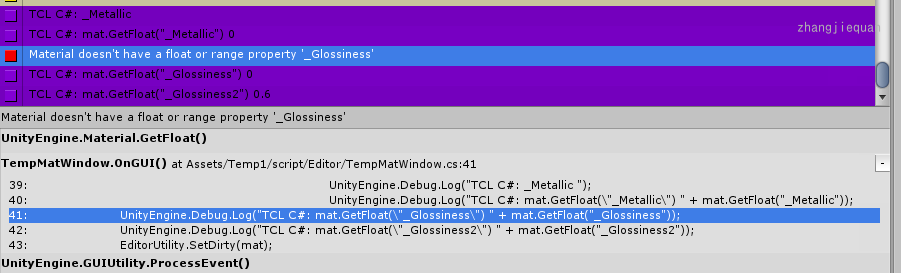 TCL C#: _Metallic
TCL C#: mat.GetFloat("_Metallic") 0
zhangjiequan
Material doesn't have a float or range property '_Glossiness'
TCL C#: mat.GetFloat("_Glossiness") 0
TCL C#: mat.GetFloat("_Glossiness2") 0.6
Material doesn't have a float or range property '_Glossiness'
UnityEngine.Material.GetFloat()
TempMatWindow.OnGUI() at Assets/Temp1/script/Editor/TempMatWindow.cs:41
39: UnityEngine.Debug.Log("TCL C#: _Metallic ");
40: UnityEngine.Debug.Log("TCL C#: mat.GetFloat(\"_Metallic\") " + mat.GetFloat("_Metallic"));
41: UnityEngine.Debug.Log("TCL C#: mat.GetFloat(\"_Glossiness\") " + mat.GetFloat("_Glossiness"));
42: UnityEngine.Debug.Log("TCL C#: mat.GetFloat(\"_Glossiness2\") " + mat.GetFloat("_Glossiness2"));
43: EditorUtility.SetDirty(mat);
UnityEngine.GUIUtility.ProcessEvent()